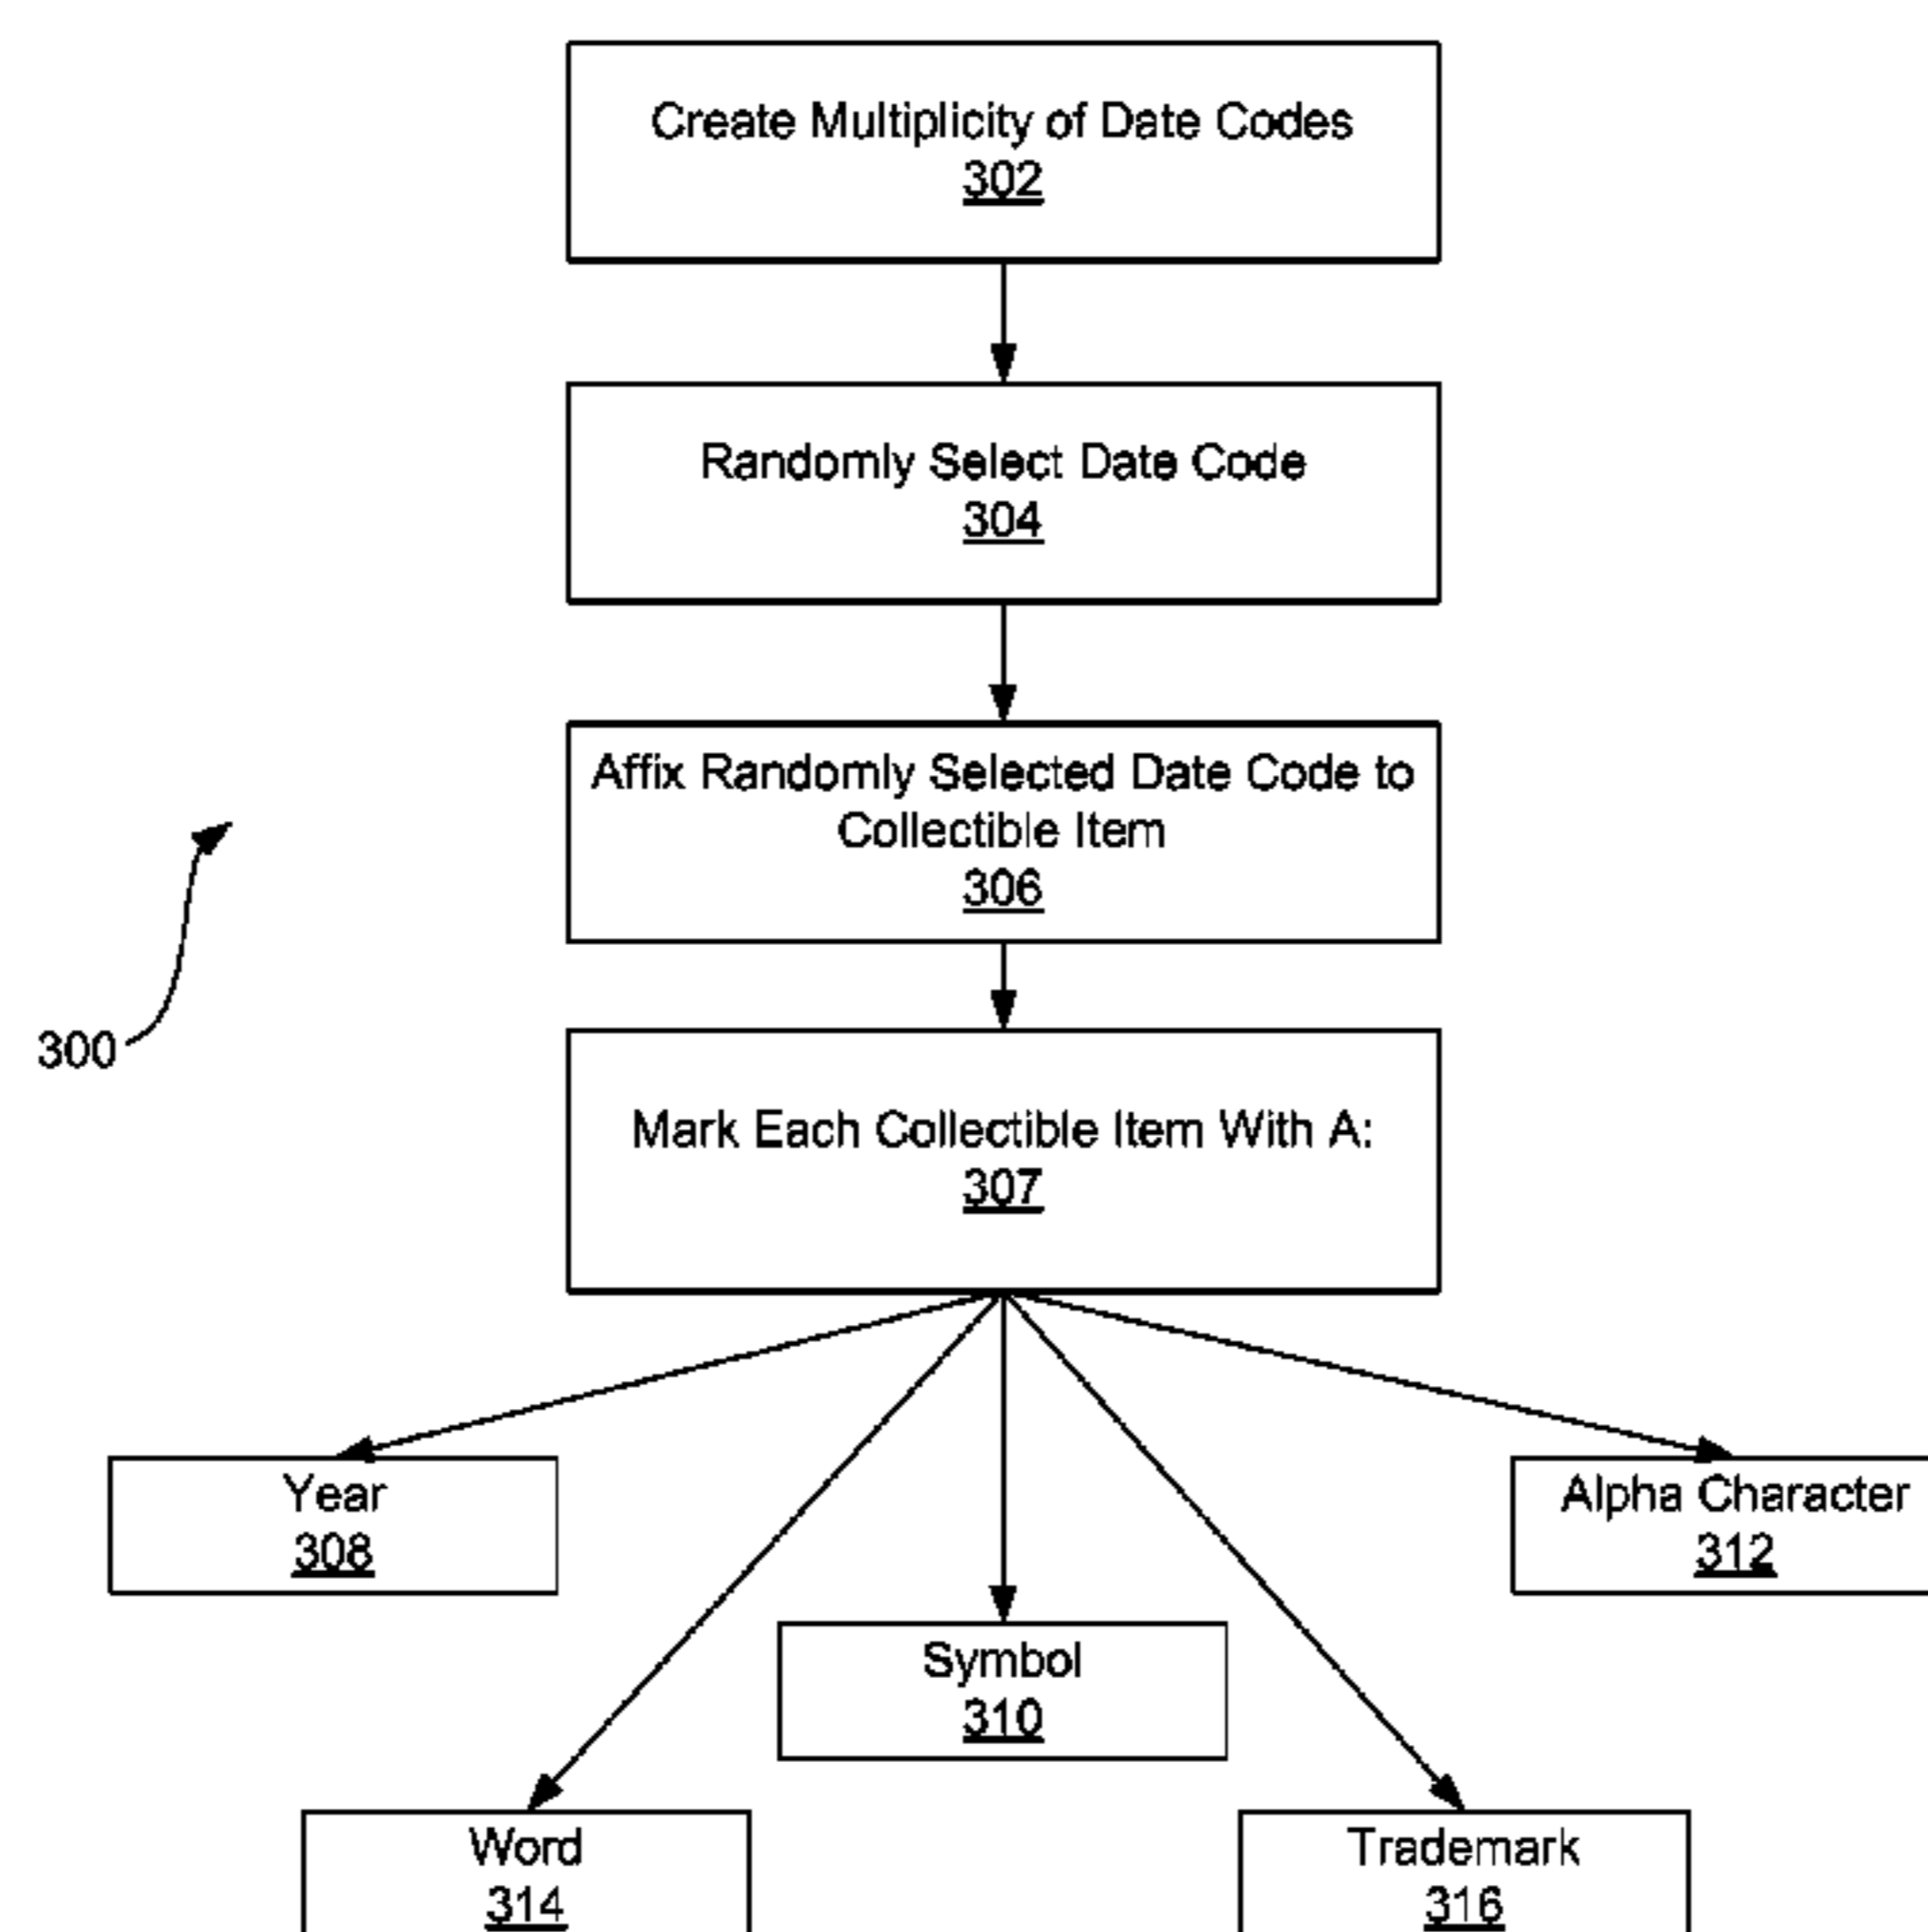 Create Multiplicity of Date Codes
302
Randomly Select Date Code
304
Affix Randomly Selected Date Code to
Collectible Item
306
300
Mark Each Collectible Item With A:
307
Year
308
Alpha Character
312
Symbol
310
Word
314
Trademark
316